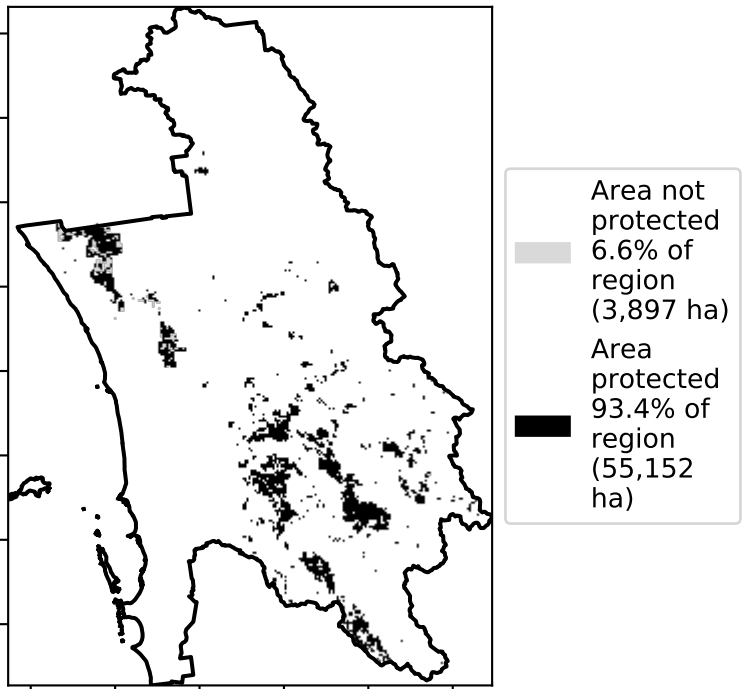 Area not
protected
6.6% of
region
(3,897 ha)
Area
protected
93.4% of
region
(55,152
ha)